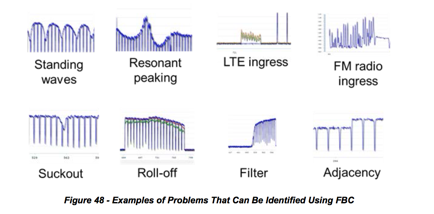 Standing waves
Resonant peaking
LTE ingress
FM radio ingress
Suckout
Roll-off
Filter
Adjacency
Figure 48 - Examples of Problems That Can Be Identified Using FBC